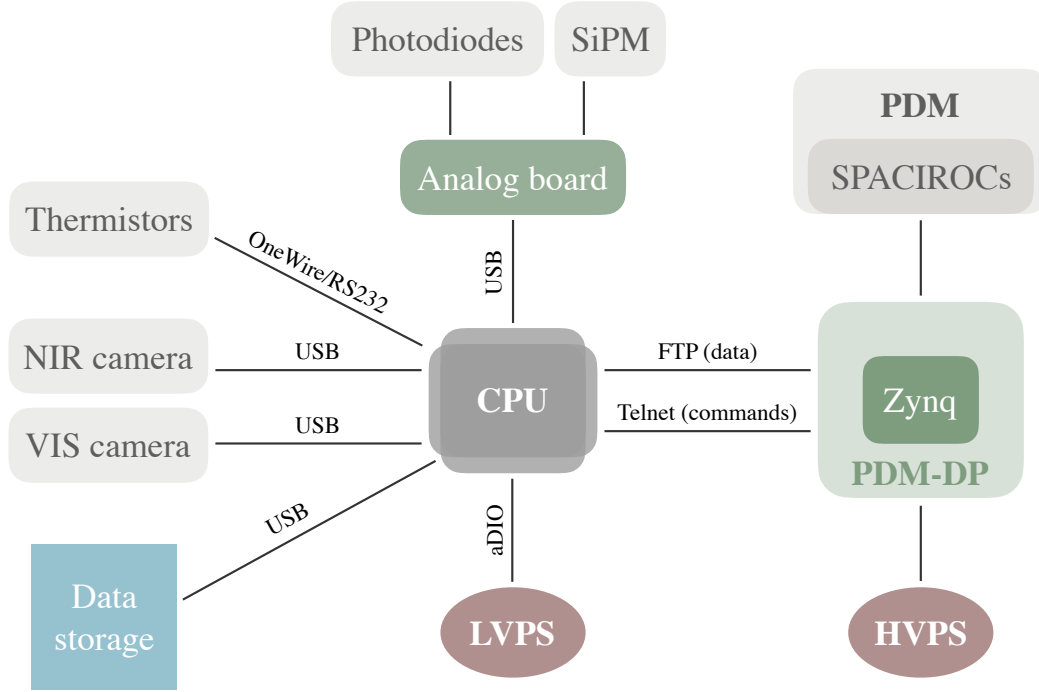 Photodiodes
SiPM
PDM
SPACIROCs
Analog board
Thermistors
OneWire/RS232
USB
NIR camera
USB
FTP (data)
CPU
Zynq
Telnet (commands)
VIS camera
USB
PDM-DP
USB
aDIO
Data
storage
LVPS
HVPS